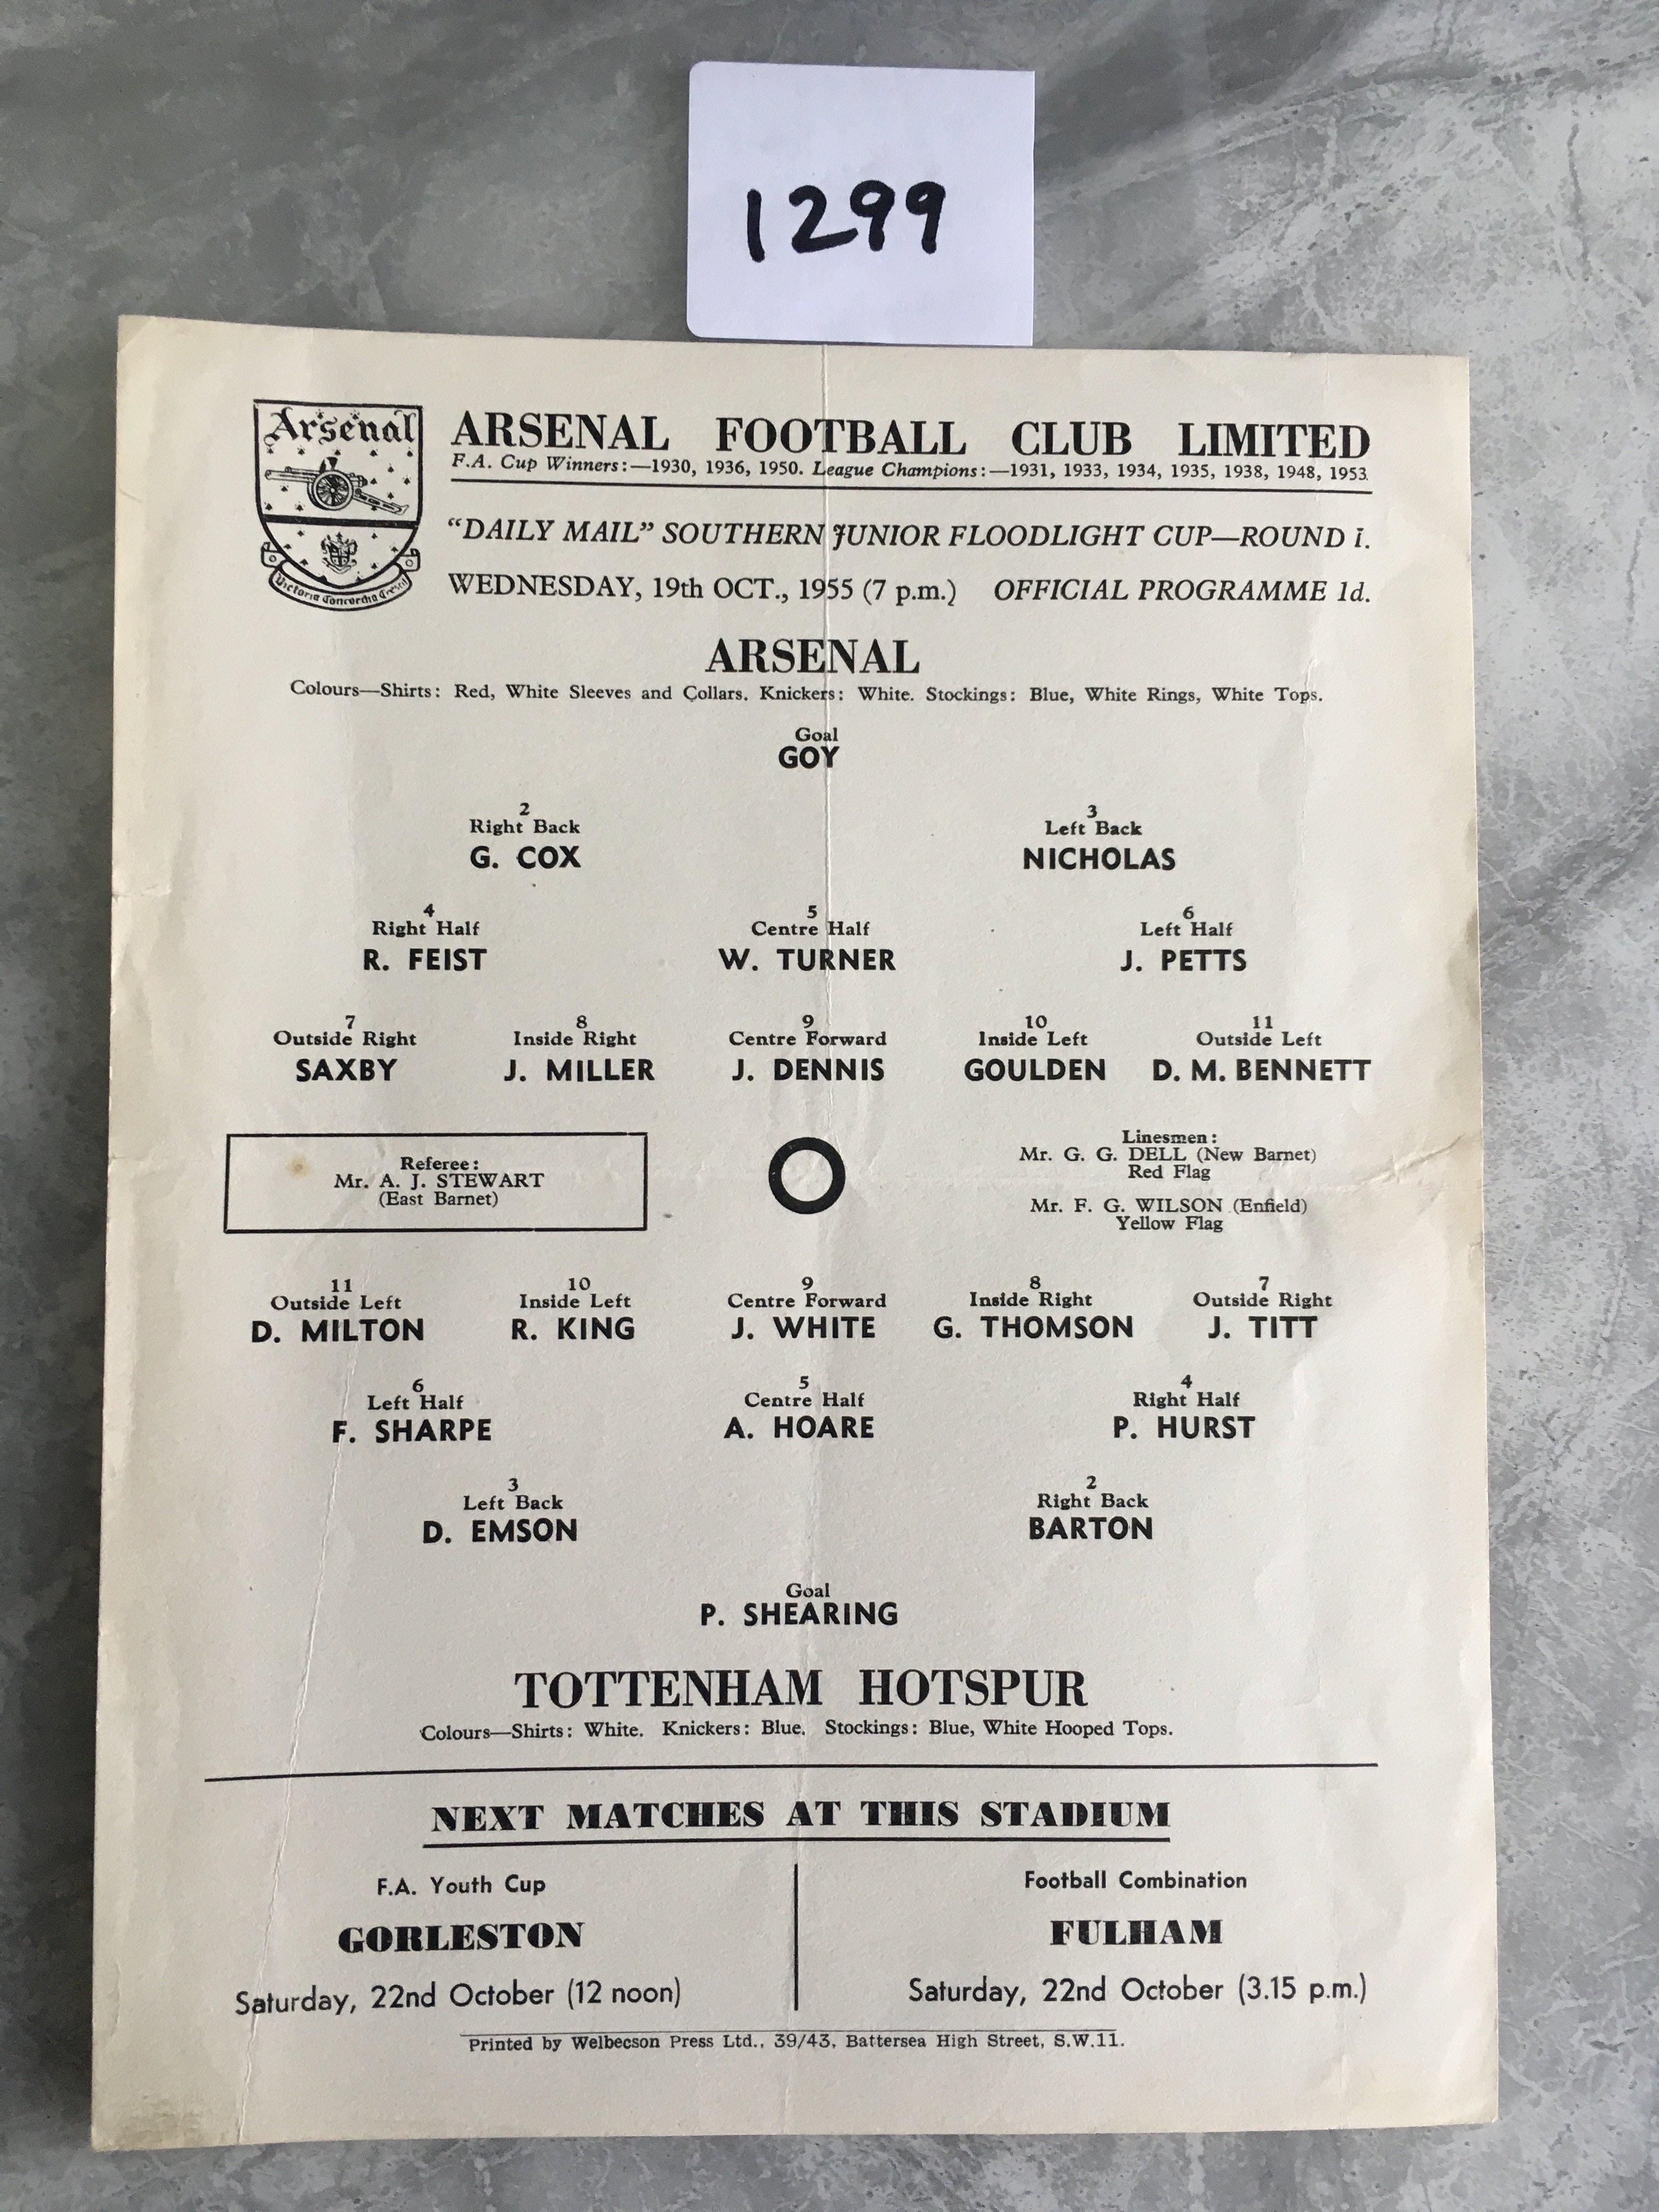 1299
Arsenal
Victoria Concordia Crescit
ARSENAL FOOTBALL CLUB LIMITED
F.A. Cup Winners:—1930, 1936, 1950. League Champions:—1931, 1933, 1934, 1935, 1938, 1948, 1953.
"DAILY MAIL" SOUTHERN JUNIOR FLOODLIGHT CUP—ROUND i.
WEDNESDAY, 19th OCT., 1955 (7 p.m.) OFFICIAL PROGRAMME 1d.
ARSENAL
Colours—Shirts: Red, White Sleeves and Collars. Knickers: White. Stockings: Blue, White Rings, White Tops.
Goal
GOY
2 3
Right Back Left Back
G. COX NICHOLAS
4 5 6
Right Half Centre Half Left Half
R. FEIST W. TURNER J. PETTS
7 8 9 10 11
Outside Right Inside Right Centre Forward Inside Left Outside Left
SAXBY J. MILLER J. DENNIS GOULDEN D. M. BENNETT
Referee:
Mr. A. J. STEWART
(East Barnet)
Linesmen:
Mr. G. G. DELL (New Barnet)
Red Flag
Mr. F. G. WILSON (Enfield)
Yellow Flag
11 10 9 8 7
Outside Left Inside Left Centre Forward Inside Right Outside Right
D. MILTON R. KING J. WHITE G. THOMSON J. TITT
6 5 4
Left Half Centre Half Right Half
F. SHARPE A. HOARE P. HURST
3 2
Left Back Right Back
D. EMSON BARTON
Goal
P. SHEARING
TOTTENHAM HOTSPUR
Colours—Shirts: White. Knickers: Blue. Stockings: Blue, White Hooped Tops.
NEXT MATCHES AT THIS STADIUM
F.A. Youth Cup
GORLESTON
Saturday, 22nd October (12 noon)
Football Combination
FULHAM
Saturday, 22nd October (3.15 p.m.)
Printed by Welbecson Press Ltd., 39/43, Battersea High Street, S.W.11.